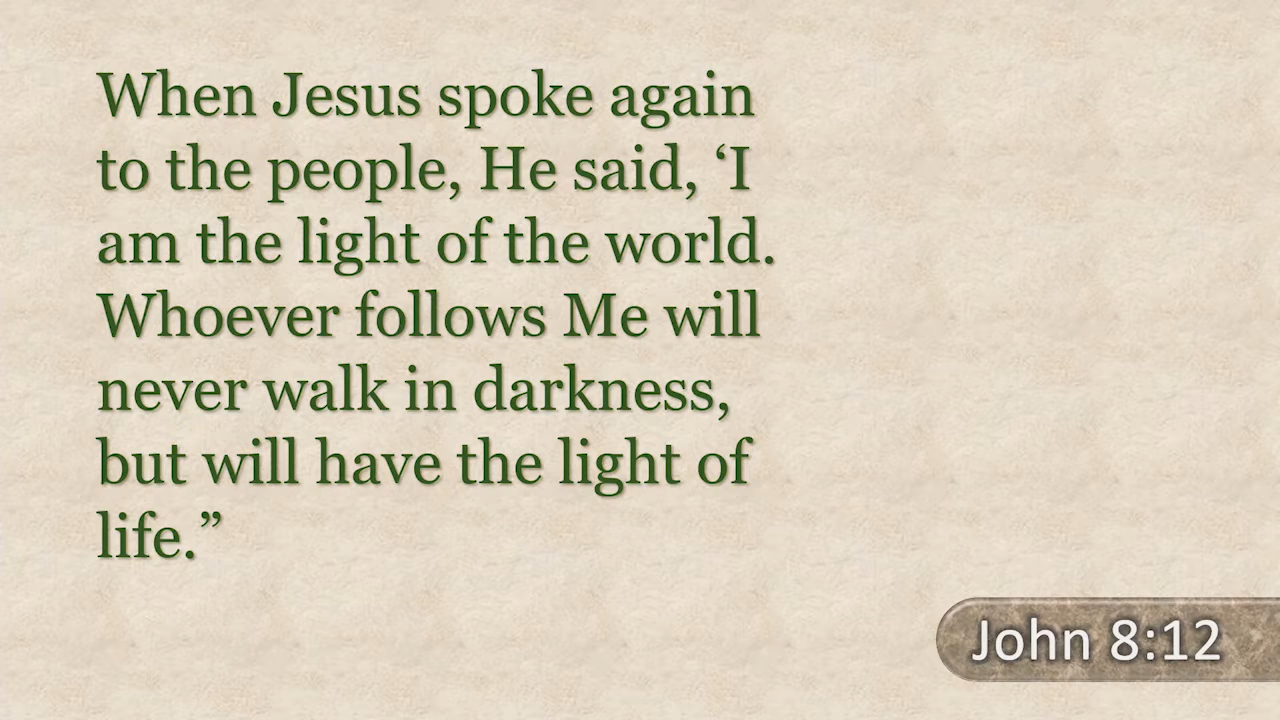 When Jesus spoke again
to the people, He said, ‘I
am the light of the world.
Whoever follows Me will
never walk in darkness,
but will have the light of
life.”
John 8:12